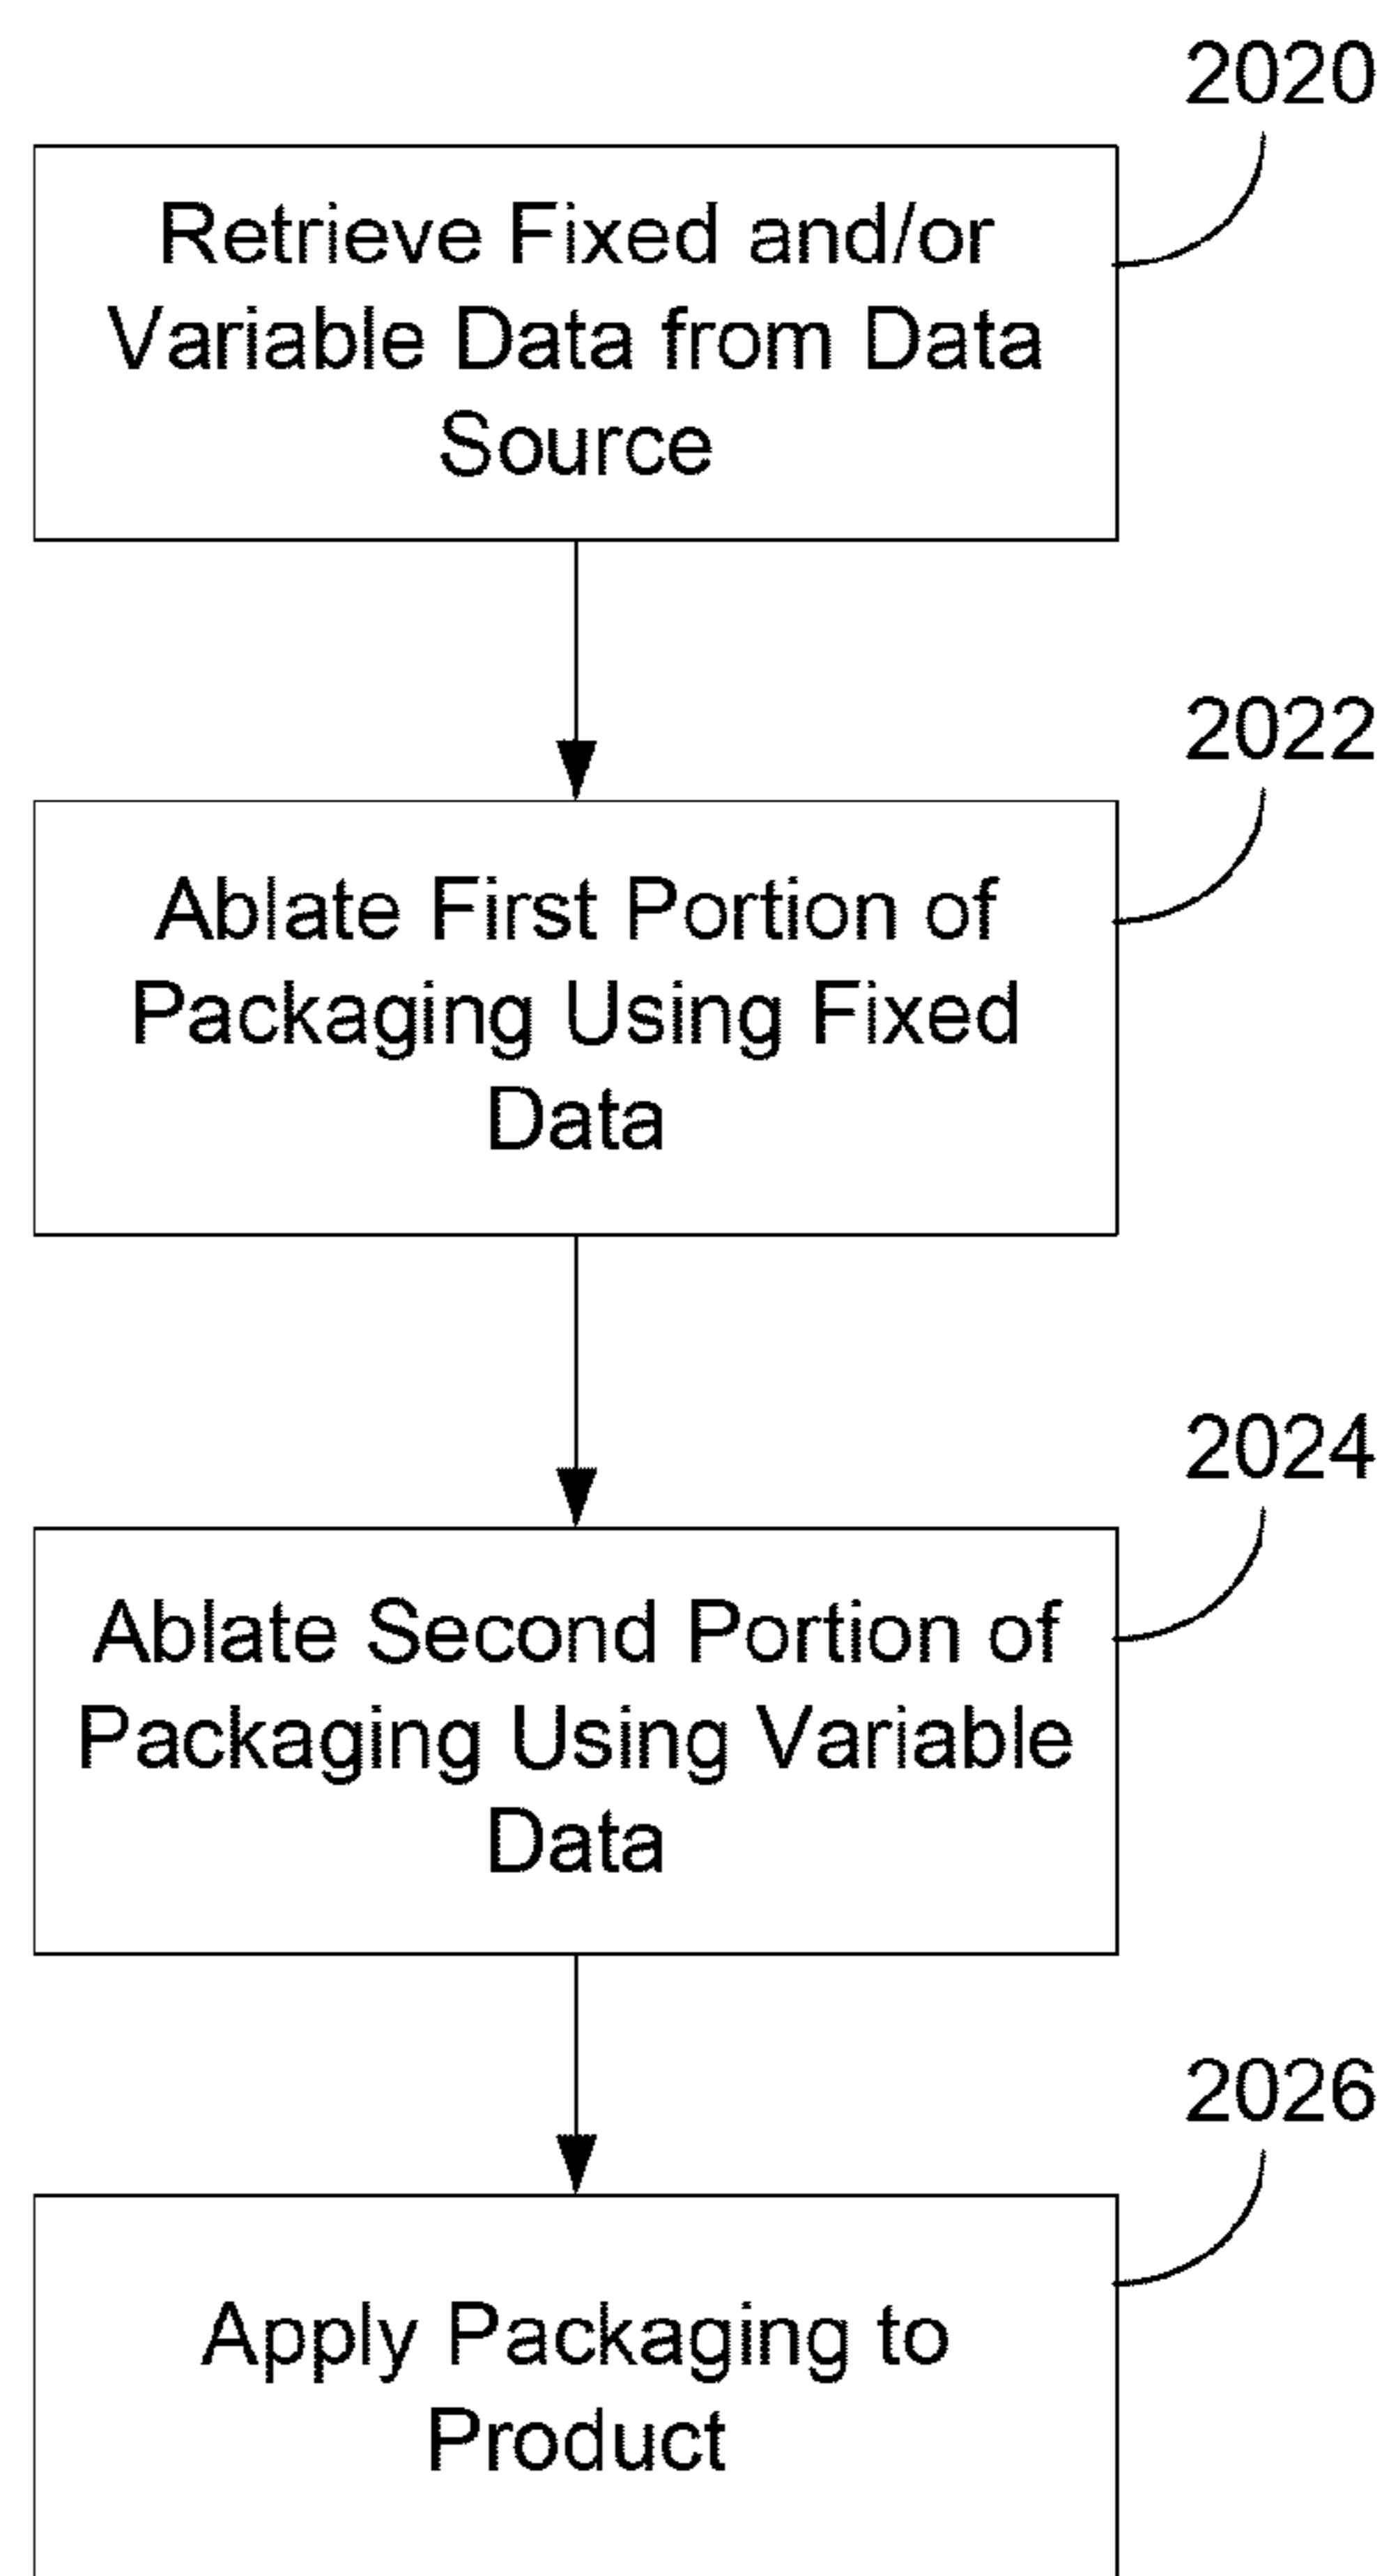 2020
Retrieve Fixed and/or
Variable Data from Data
Source
2022
Ablate First Portion of
Packaging Using Fixed
Data
2024
Ablate Second Portion of
Packaging Using Variable
Data
2026
Apply Packaging to
Product